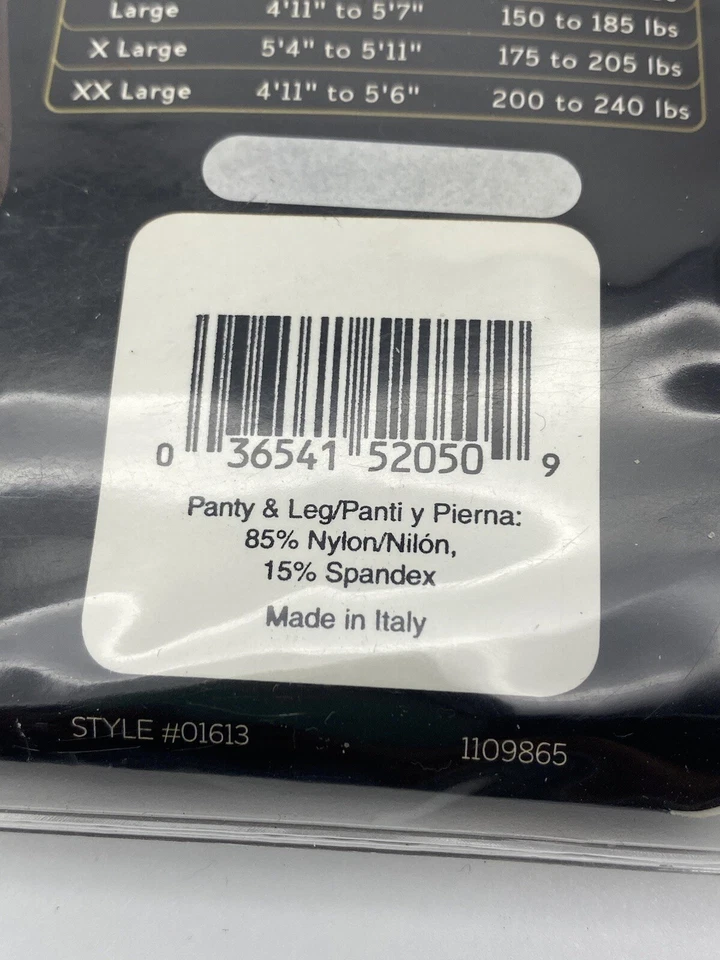 Large 4'11" to 5'7" 150 to 185 lbs
X Large 5'4" to 5'11" 175 to 205 lbs
XX Large 4'11" to 5'6" 200 to 240 lbs
0 36541 52050 9
Panty & Leg/Panti y Pierna:
85% Nylon/Nilón,
15% Spandex
Made in Italy
STYLE #01613 1109865